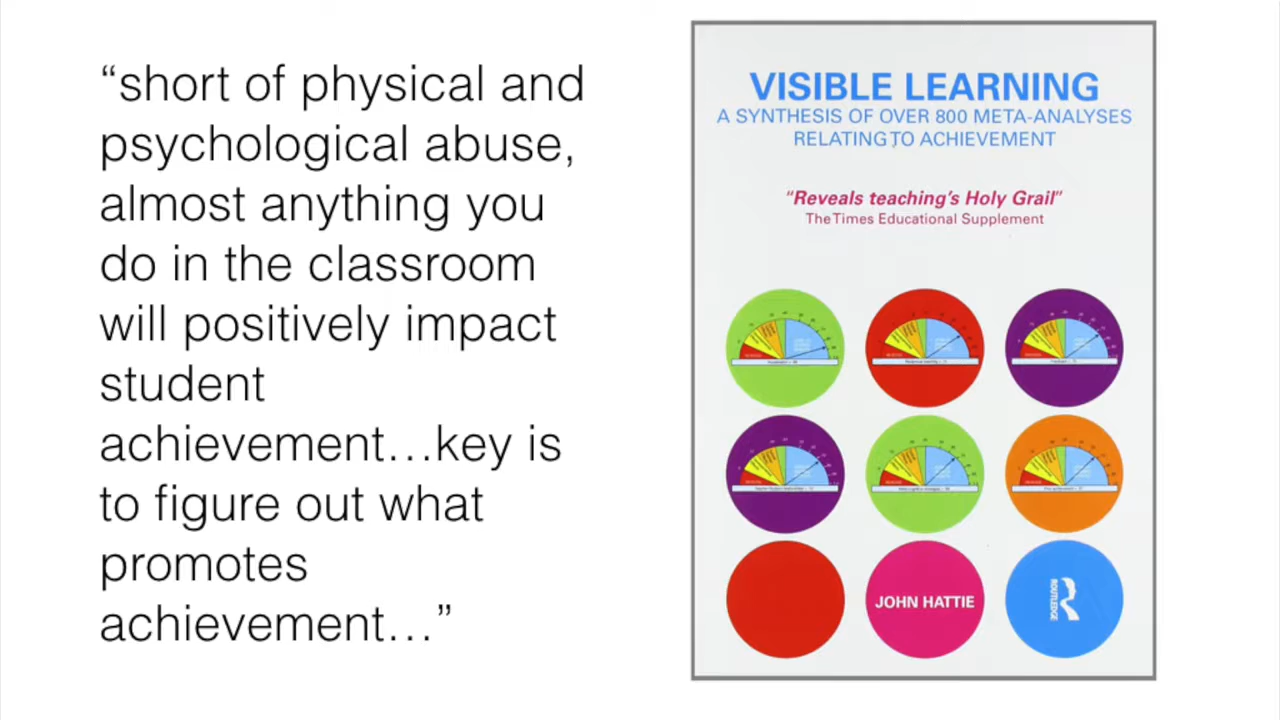 “short of physical and
psychological abuse,
almost anything you
do in the classroom
will positively impact
student
achievement…key is
to figure out what
promotes
achievement…”
VISIBLE LEARNING
A SYNTHESIS OF OVER 800 META-ANALYSES
RELATING TO ACHIEVEMENT
“Reveals teaching’s Holy Grail”
The Times Educational Supplement
JOHN HATTIE
ROUTLEDGE